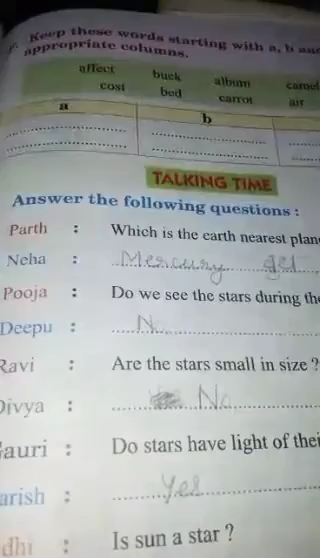 Keep these words starting with a, b and
appropriate columns.
affect buck album camel
cost bed carrot air
a b
TALKING TIME
Answer the following questions :
Parth : Which is the earth nearest plan
Neha : Mercury
Pooja : Do we see the stars during the
Deepu : No
Ravi : Are the stars small in size ?
Divya : No
Gauri : Do stars have light of thei
arish : Yes
dhi : Is sun a star ?